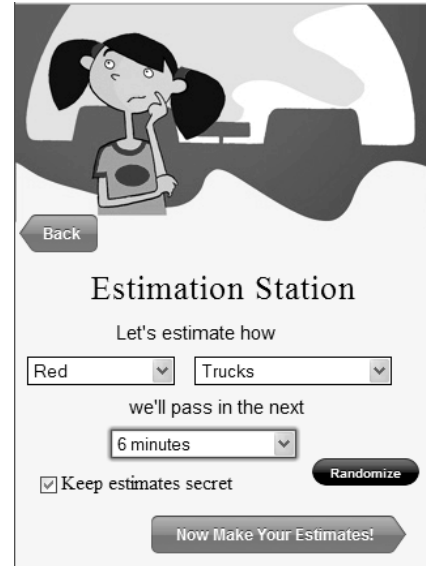 Back
Estimation Station
Let's estimate how
Red Trucks
we'll pass in the next
6 minutes
Randomize
Keep estimates secret
Now Make Your Estimates!